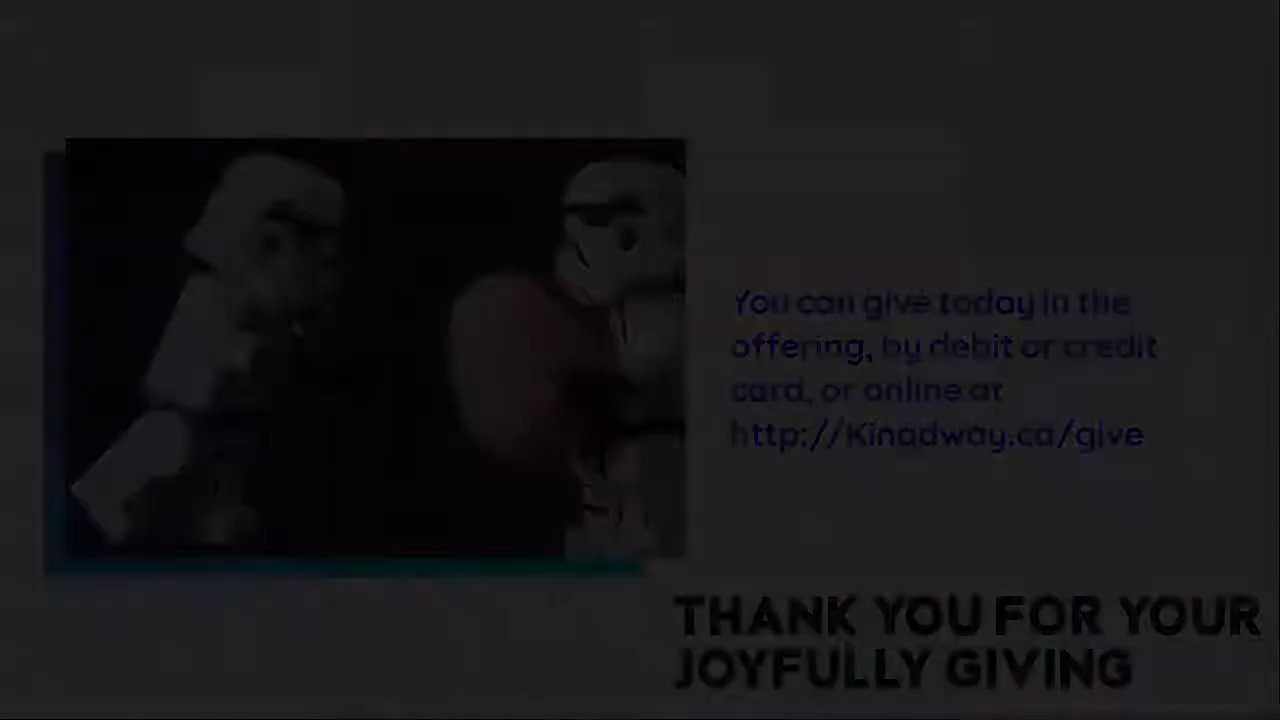 You can give today in the
offering, by debit or credit
card, or online at
http://Kingdway.ca/give
THANK YOU FOR YOUR
JOYFULLY GIVING